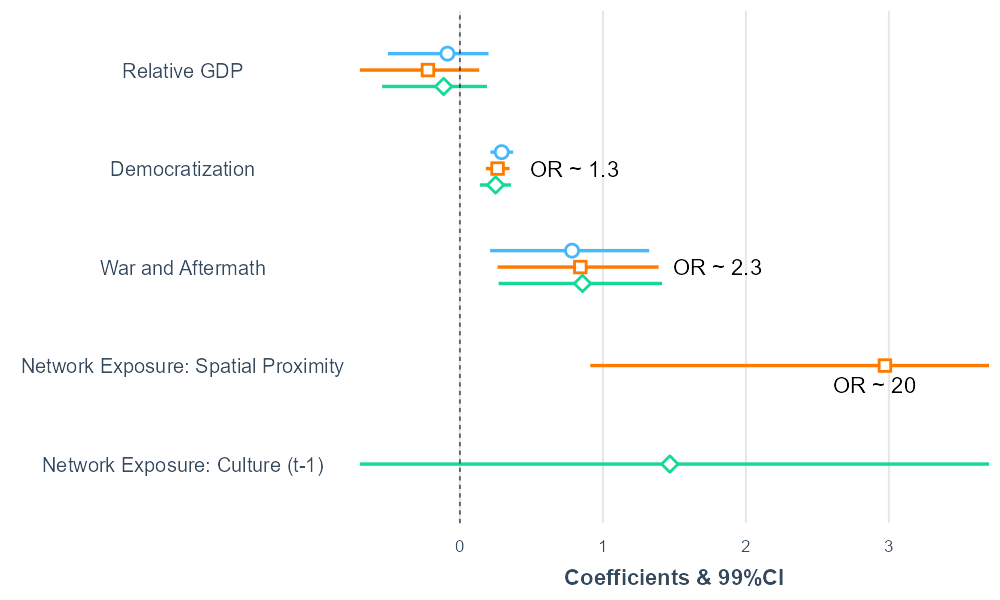 Relative GDP
Democratization
OR ~ 1.3
War and Aftermath
OR ~ 2.3
Network Exposure: Spatial Proximity
OR ~ 20
Network Exposure: Culture (t-1)
0 1 2 3
Coefficients & 99%CI